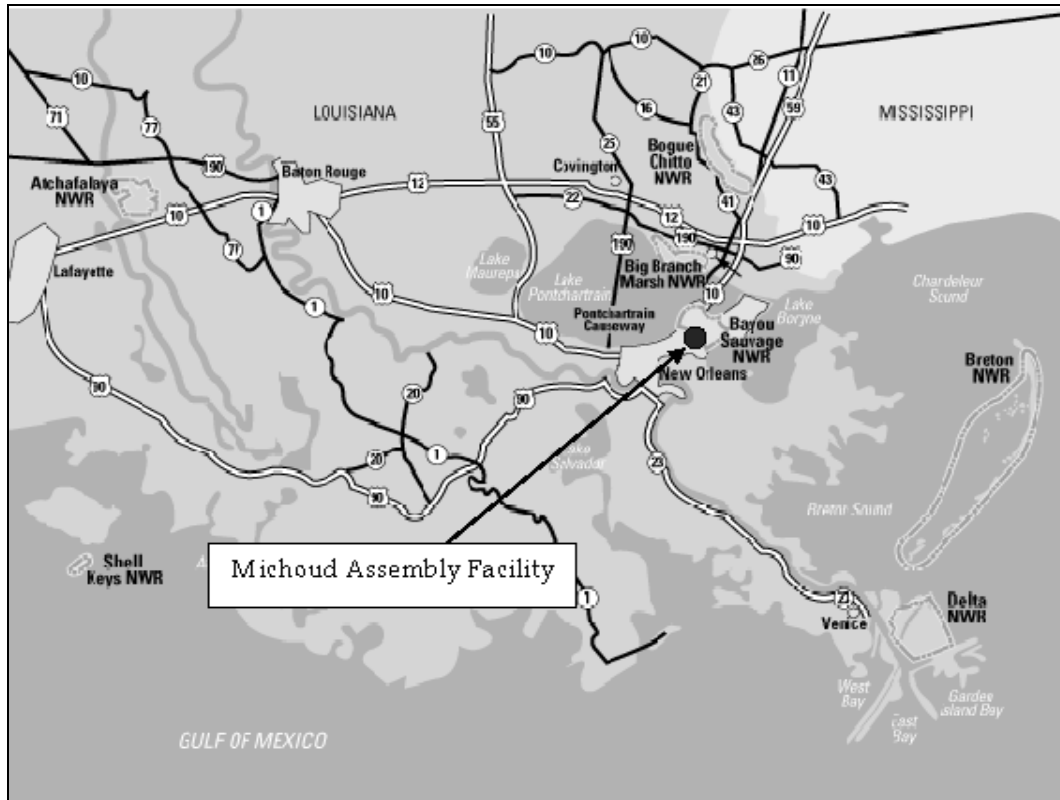 10
10
26
11
10
21
71
77
LOUISIANA
55
16
43
59
MISSISSIPPI
25
Bogue
Chitto
NWR
190
Baton Rouge
Covington
Atchafalaya
NWR
12
22
43
10
1
12
41
10
190
190
90
Lafayette
Lake
Big Branch
Marsh NWR
Lake
Pontchartrain
Chardeleur
Sound
10
10
1
Pontchartrain
Causeway
Lake
Borgne
10
Bayou
Sauvage
NWR
Breton
NWR
New Orleans
90
20
90
20
1
Lake
Salvador
23
90
Breton Sound
Shell
Keys NWR
Michoud Assembly Facility
1
23
Venice
Delta
NWR
West
Bay
Garden
Island Bay
East
Bay
GULF OF MEXICO